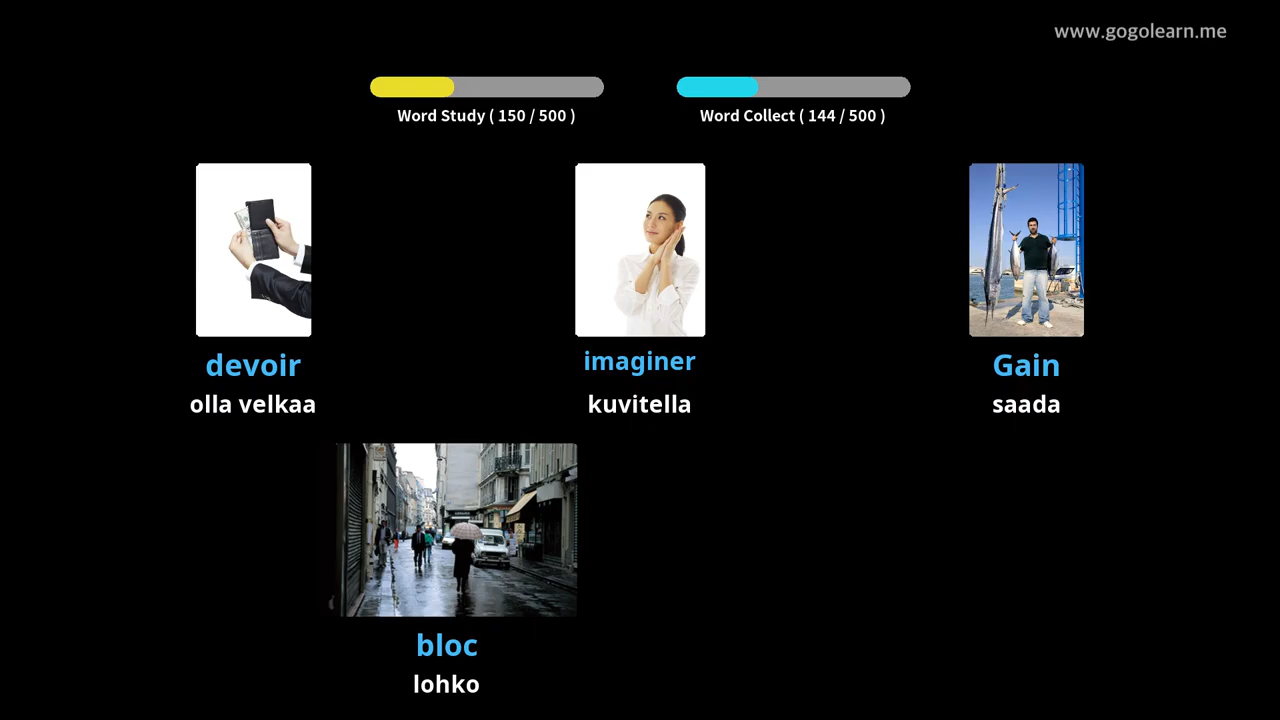 www.gogolearn.me
Word Study ( 150 / 500 )
Word Collect ( 144 / 500 )
devoir
imaginer
Gain
olla velkaa
kuvitella
saada
bloc
lohko